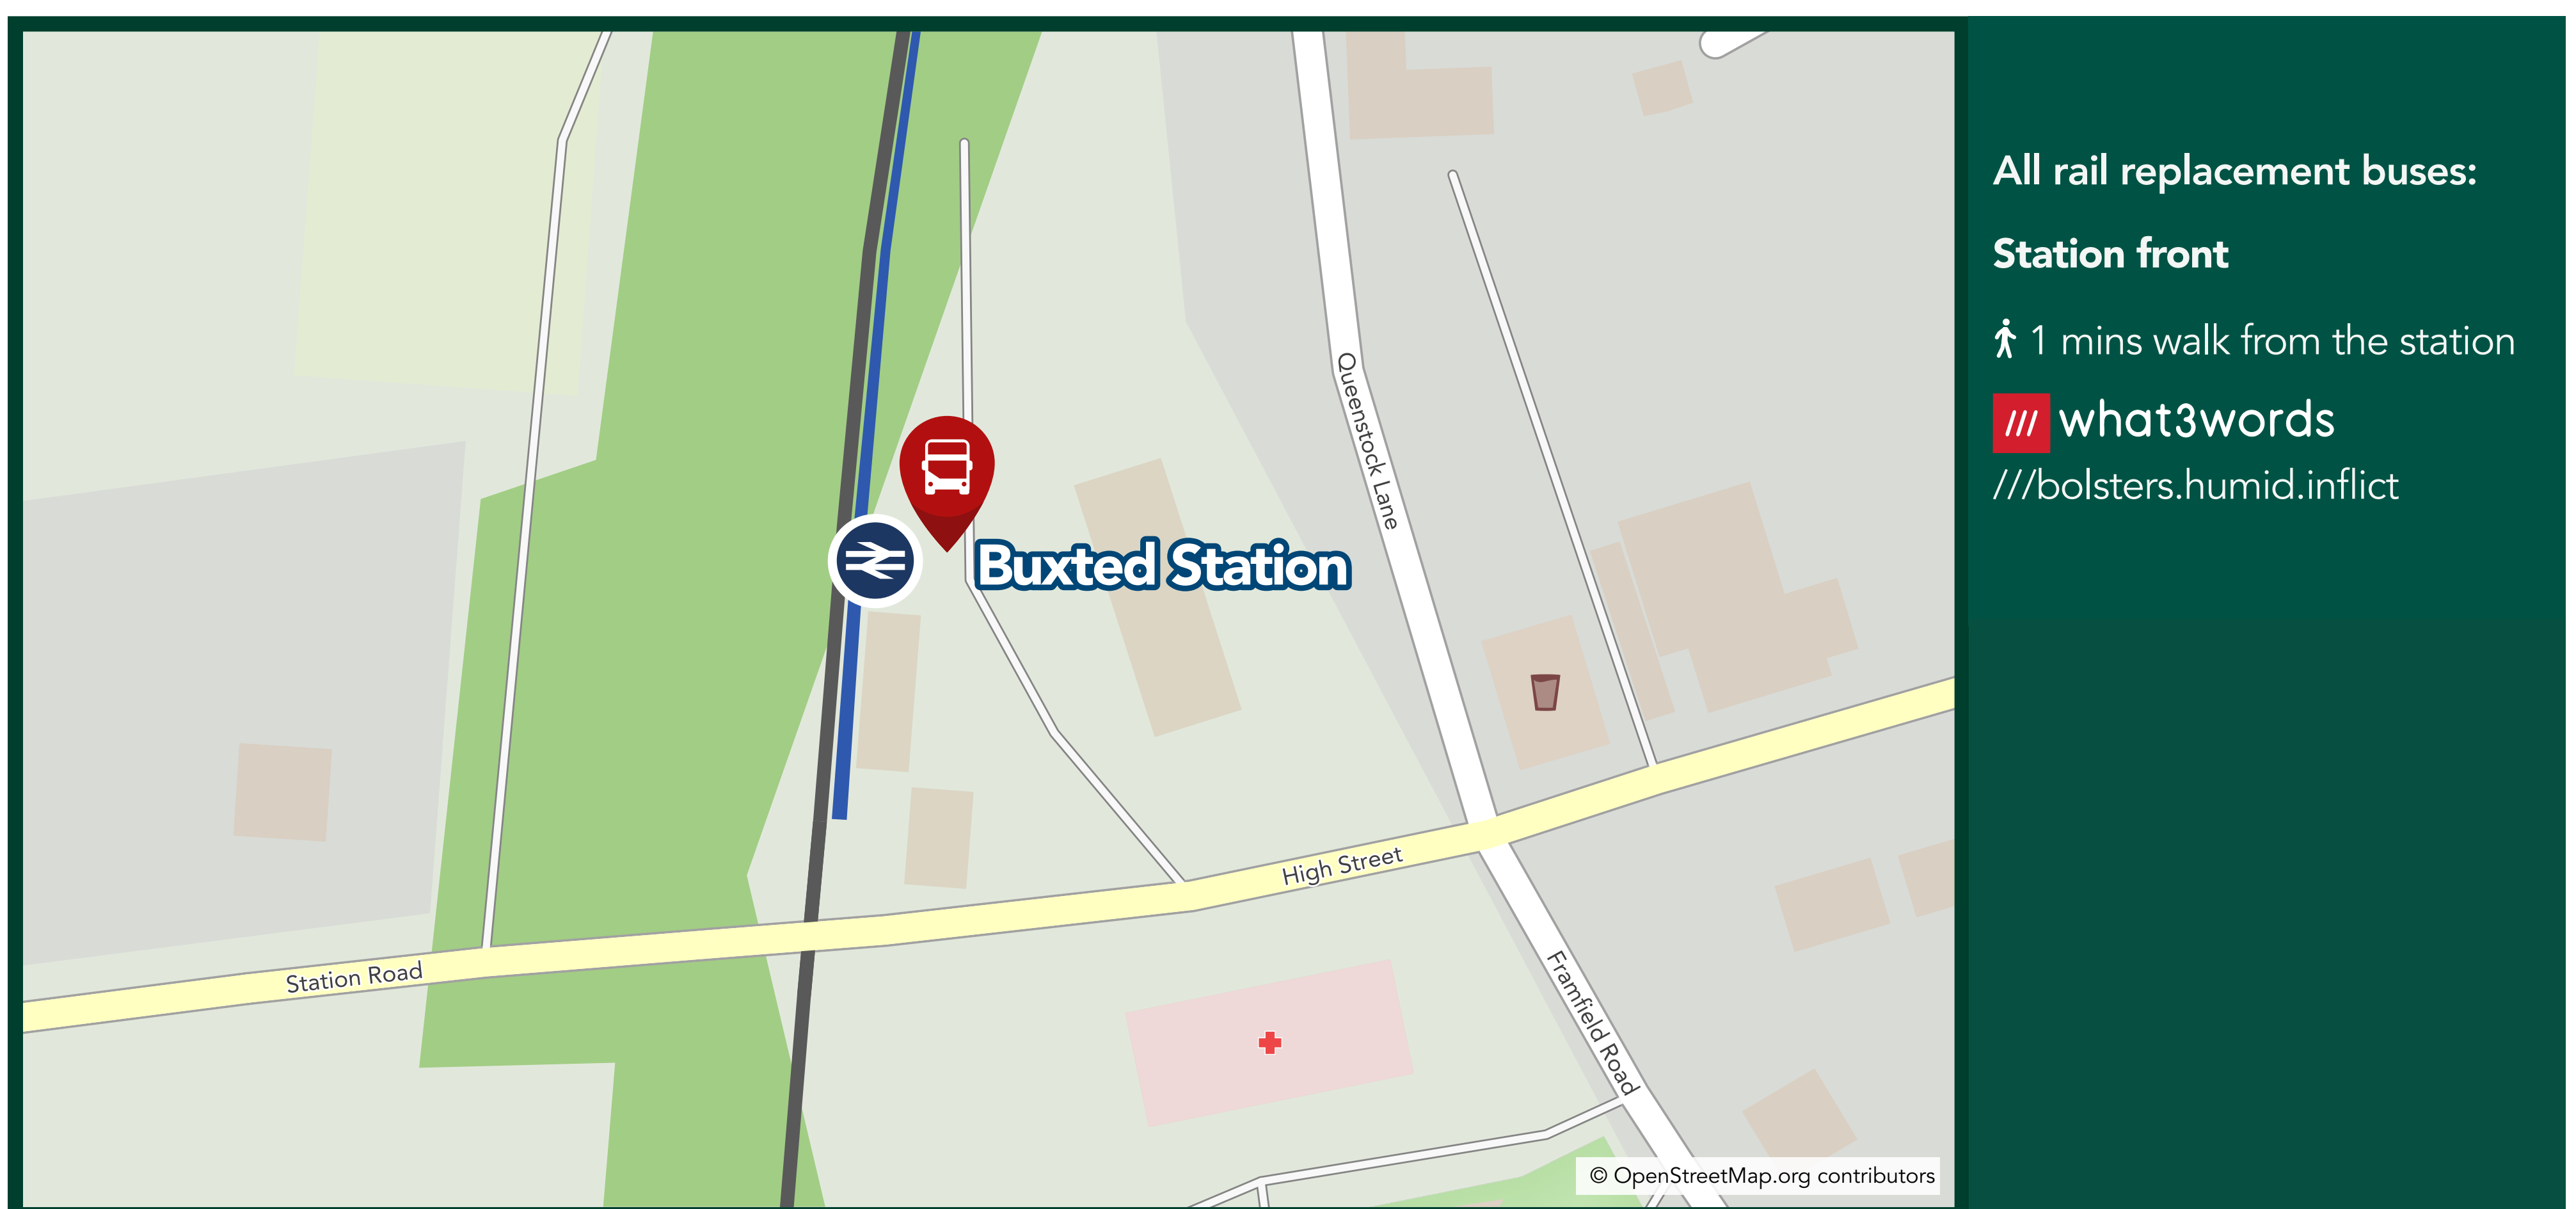 All rail replacement buses:
Station front
1 mins walk from the station
what3words
///bolsters.humid.inflict
Queenstock Lane
Buxted Station
High Street
Station Road
Framfield Road
© OpenStreetMap.org contributors